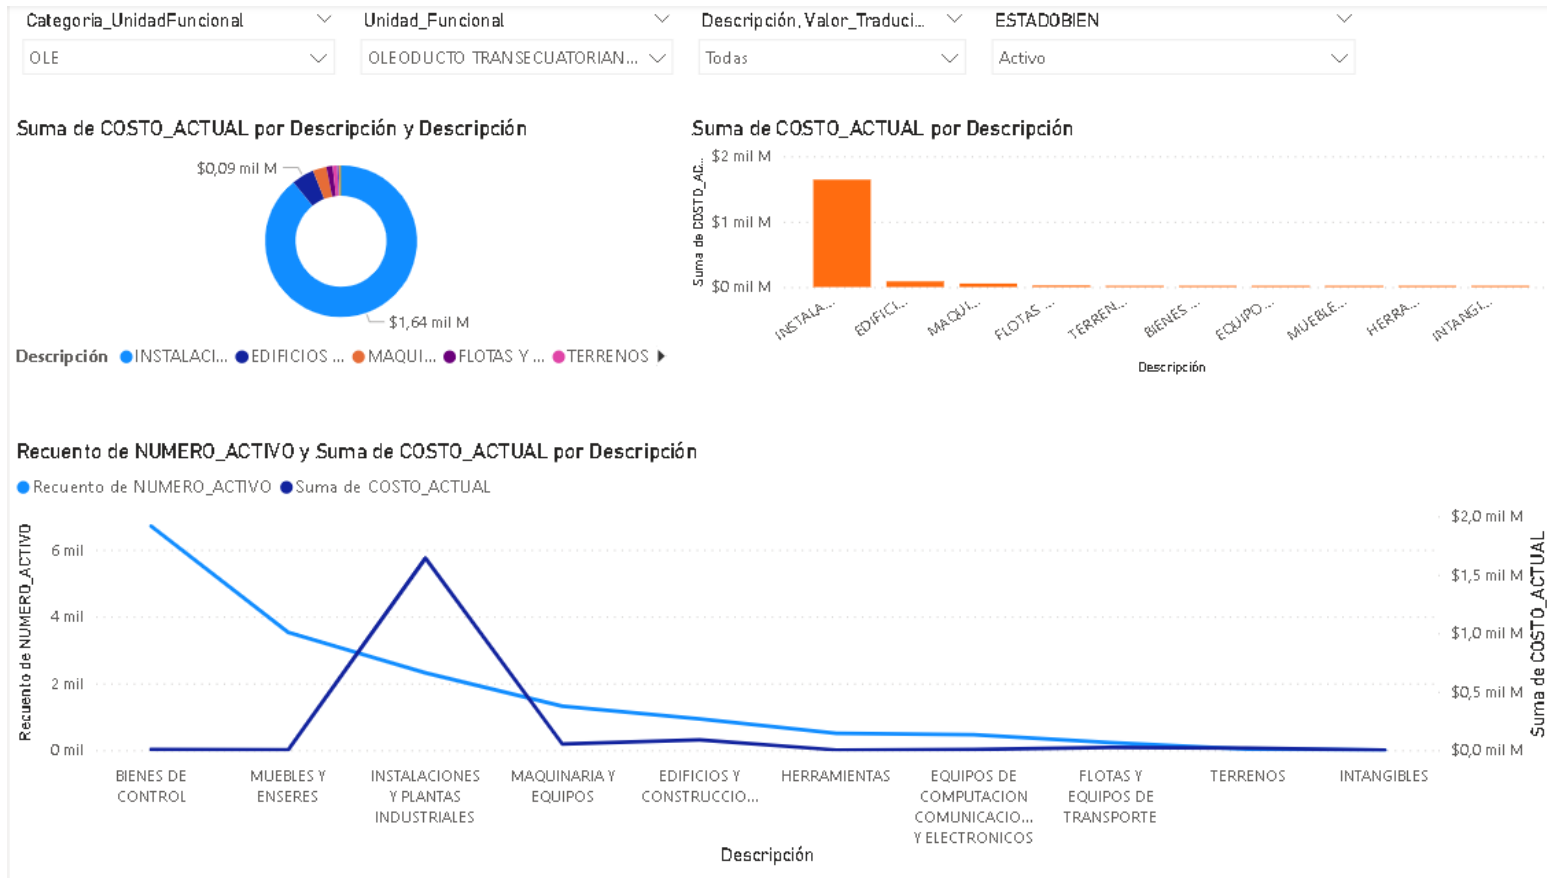 Categoria_UnidadFuncional
Unidad_Funcional
Descripción, Valor_Traduci...
ESTADOBIEN
OLE
OLEODUCTO TRANSECUATORIAN...
Todas
Activo
Suma de COSTO_ACTUAL por Descripción y Descripción
$0,09 mil M
$1,64 mil M
Descripción
INSTALACI...
EDIFICIOS ...
MAQUI...
FLOTAS Y ...
TERRENOS
Suma de COSTO_ACTUAL por Descripción
Suma de COSTO_AC...
$2 mil M
$1 mil M
$0 mil M
INSTALA...
EDIFICI...
MAQUI...
FLOTAS ...
TERREN...
BIENES ...
EQUIPO...
MUEBLE...
HERRA...
INTANGI...
Descripción
Recuento de NUMERO_ACTIVO y Suma de COSTO_ACTUAL por Descripción
Recuento de NUMERO_ACTIVO
Suma de COSTO_ACTUAL
Recuento de NUMERO_ACTIVO
6 mil
4 mil
2 mil
0 mil
$2,0 mil M
$1,5 mil M
$1,0 mil M
$0,5 mil M
$0,0 mil M
Suma de COSTO_ACTUAL
BIENES DE
CONTROL
MUEBLES Y
ENSERES
INSTALACIONES
Y PLANTAS
INDUSTRIALES
MAQUINARIA Y
EQUIPOS
EDIFICIOS Y
CONSTRUCCIO...
HERRAMIENTAS
EQUIPOS DE
COMPUTACION
COMUNICACIO...
Y ELECTRONICOS
FLOTAS Y
EQUIPOS DE
TRANSPORTE
TERRENOS
INTANGIBLES
Descripción